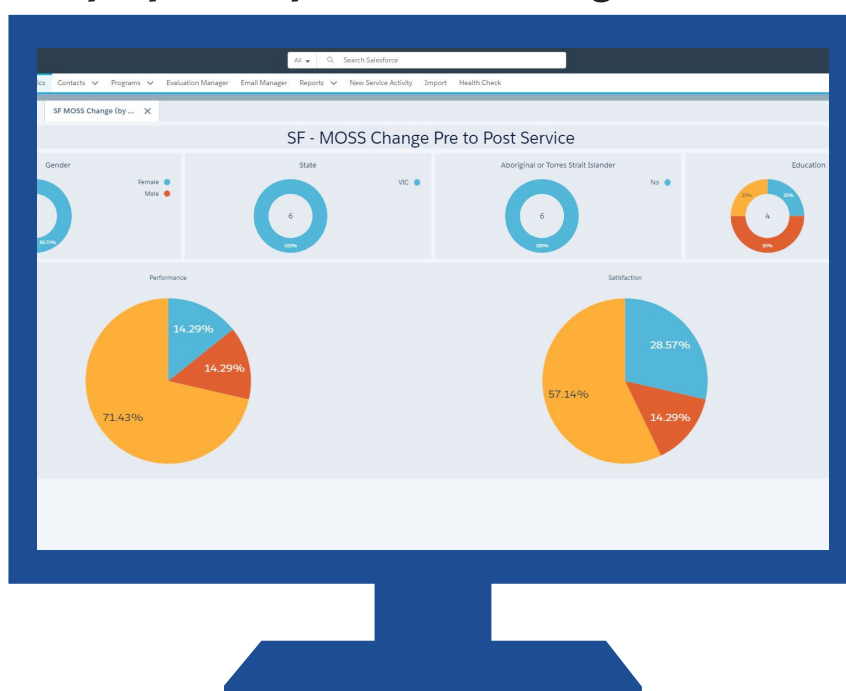 All
Search Salesforce
ics Contacts Programs Evaluation Manager Email Manager Reports New Service Activity Import Health Check
SF MOSS Change (by ... X
SF - MOSS Change Pre to Post Service
Gender
Female
Male
85.71%
State
VIC
6
100%
Aboriginal or Torres Strait Islander
No
6
100%
Education
4
50%
Performance
14.29%
14.29%
71.43%
Satisfaction
28.57%
14.29%
57.14%